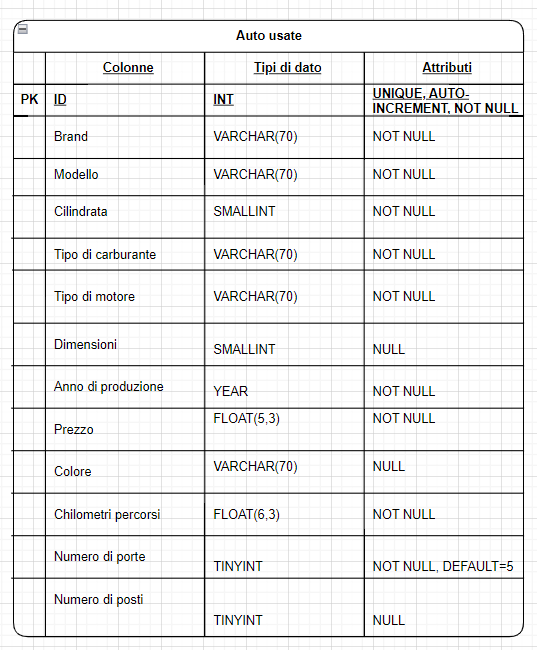 Auto usate
Colonne Tipi di dato Attributi
PK ID INT UNIQUE, AUTO-
INCREMENT, NOT NULL
Brand VARCHAR(70) NOT NULL
Modello VARCHAR(70) NOT NULL
Cilindrata SMALLINT NOT NULL
Tipo di carburante VARCHAR(70) NOT NULL
Tipo di motore VARCHAR(70) NOT NULL
Dimensioni SMALLINT NULL
Anno di produzione YEAR NOT NULL
Prezzo FLOAT(5,3) NOT NULL
Colore VARCHAR(70) NULL
Chilometri percorsi FLOAT(6,3) NOT NULL
Numero di porte TINYINT NOT NULL, DEFAULT=5
Numero di posti TINYINT NULL